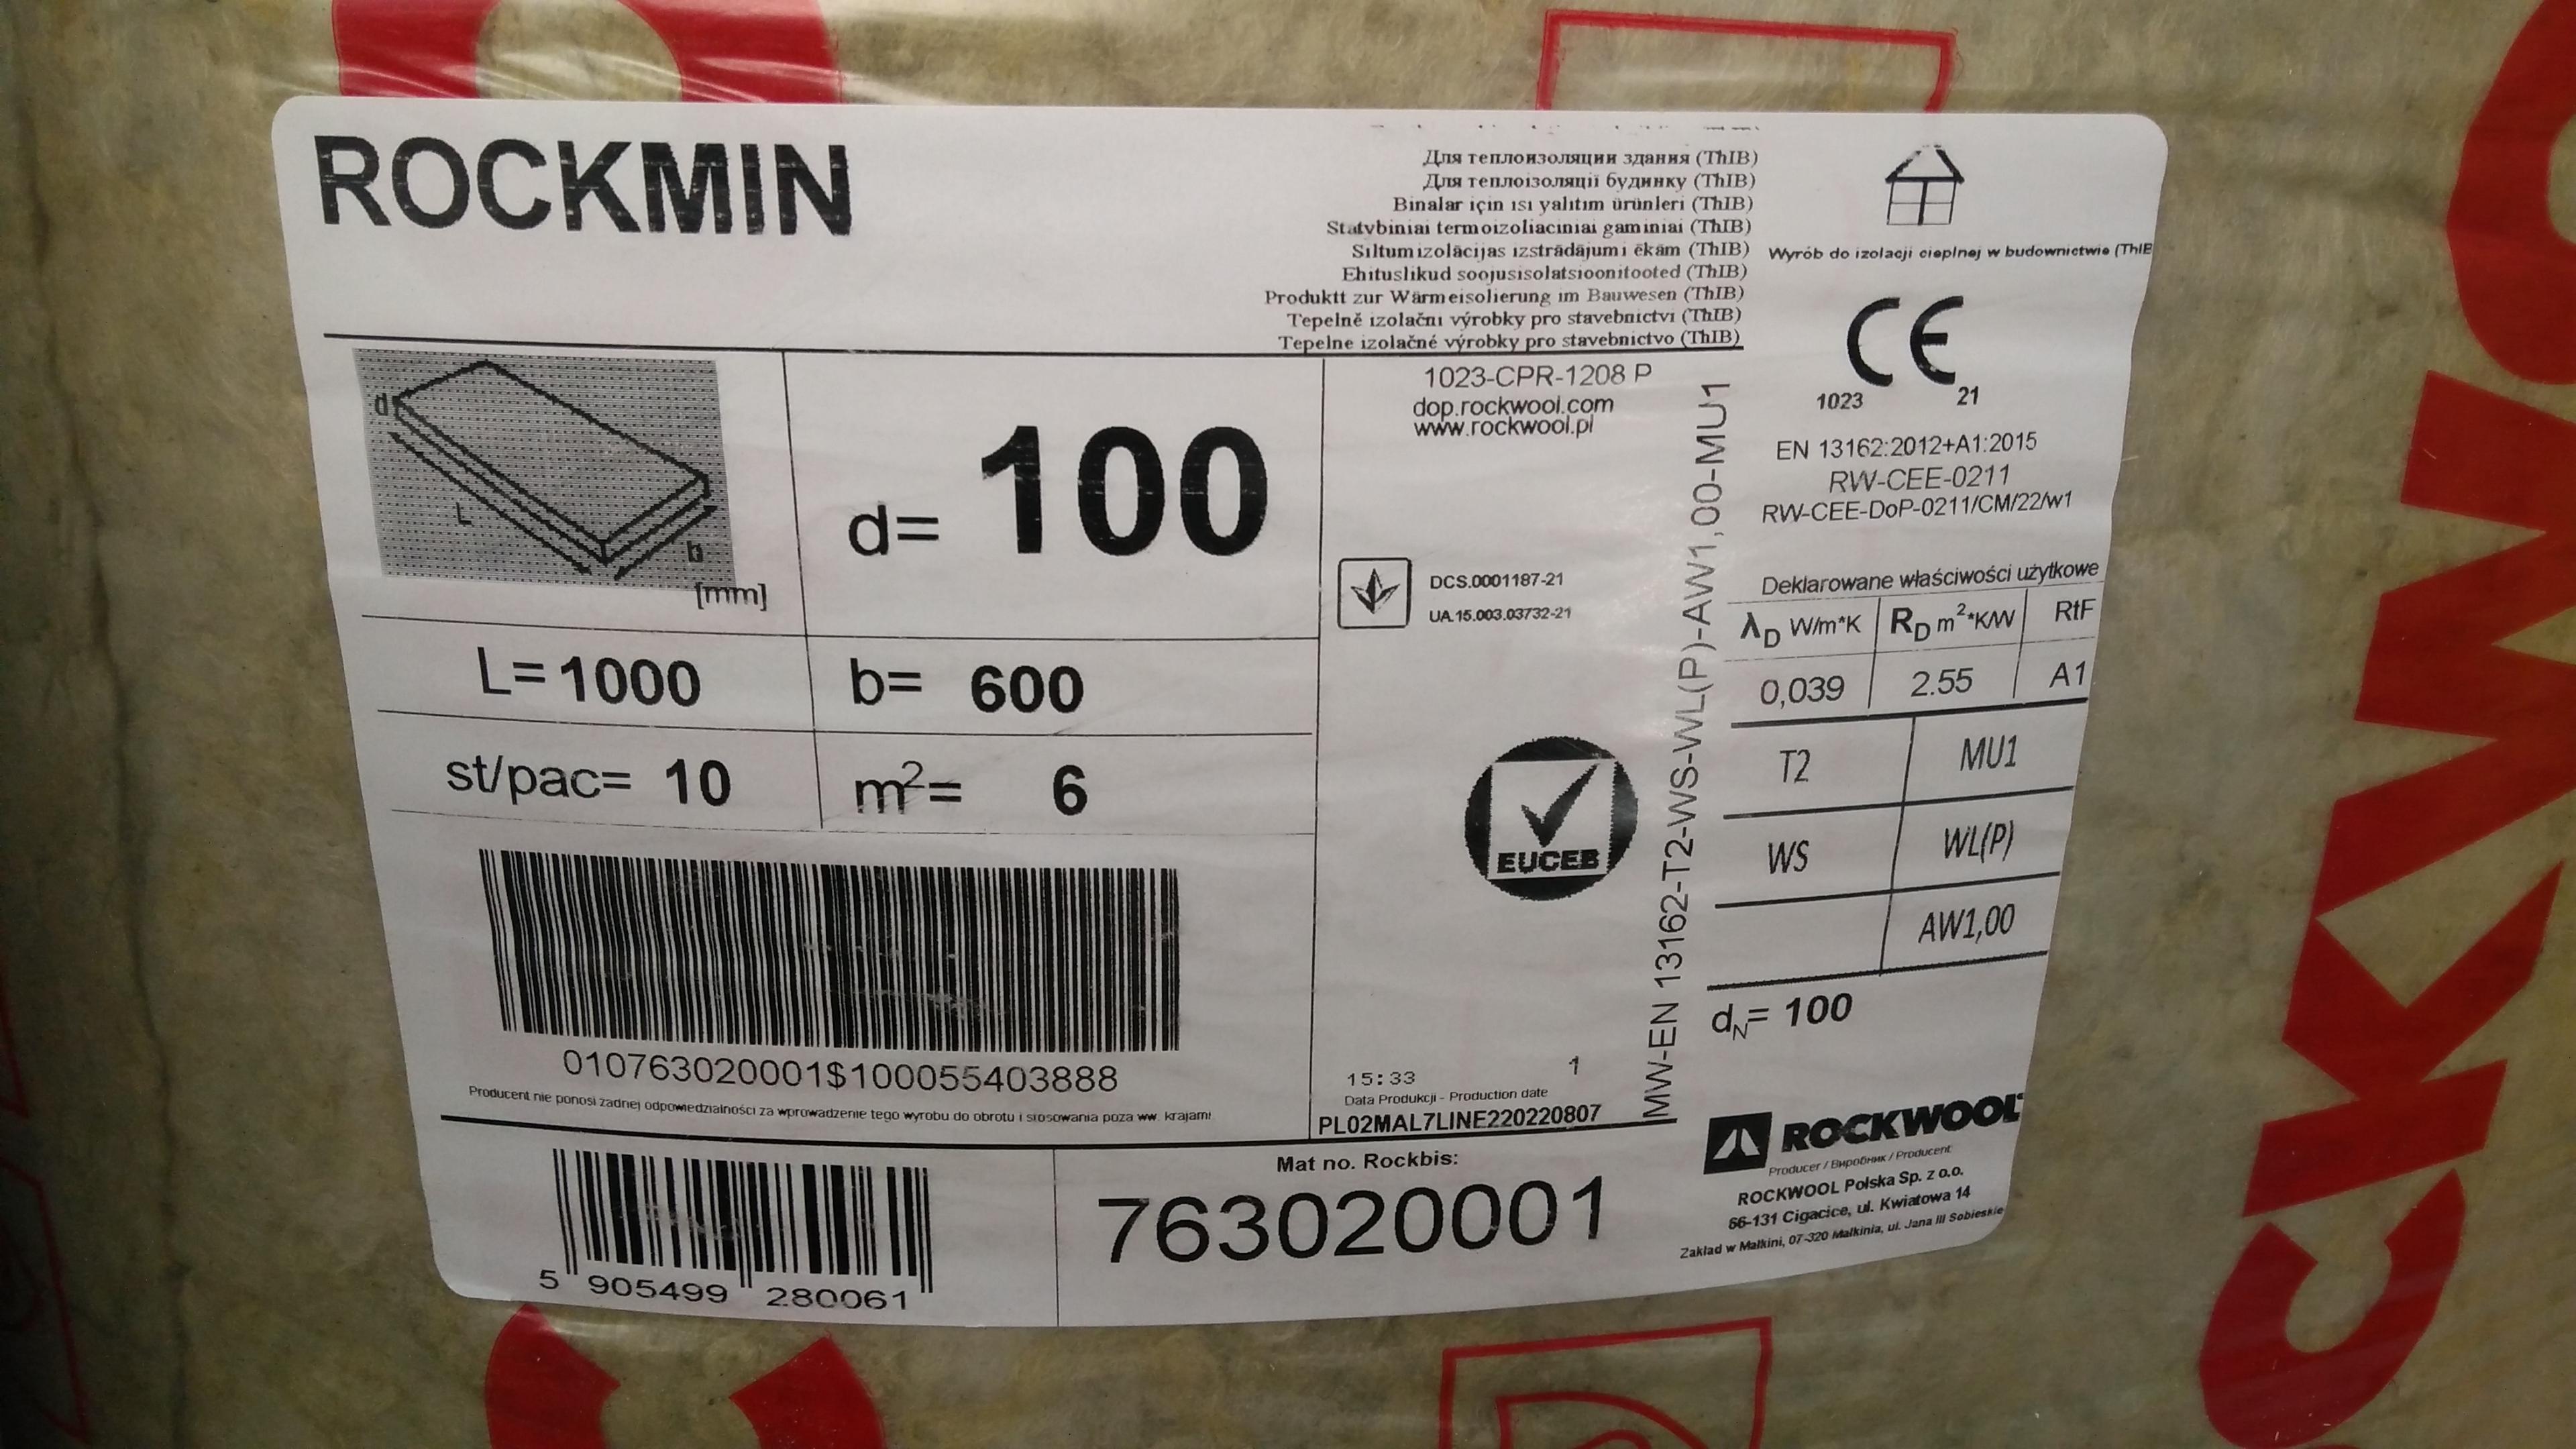 ROCKMIN
Для теплоизоляции здания (ThIB)
Для теплоізоляції будинку (ThIB)
Binalar için ısı yalıtım ürünleri (ThIB)
Statybiniai termoizoliaciniai gaminiai (ThIB)
Siltumizolācijas izstrādājumi ēkām (ThIB)
Ehituslikud soojusisolatsioonitooted (ThIB)
Produktt zur Wärmeisolierung im Bauwesen (ThIB)
Tepelně izolační výrobky pro stavebnictví (ThIB)
Tepelne izolačné výrobky pro stavebnictvo (ThIB)
Wyrób do izolacji cieplnej w budownictwie (ThIB
CE
1023 21
EN 13162:2012+A1:2015
RW-CEE-0211
RW-CEE-DoP-0211/CM/22/w1
d
L
b
[mm]
d= 100
L= 1000
b= 600
st/pac= 10
m²= 6
1023-CPR-1208 P
dop.rockwool.com
www.rockwool.pl
DCS.0001187-21
UA.15.003.03732-21
EUCEB
MW-EN 13162-T2-WS-WL(P)-AW1,00-MU1
Deklarowane właściwości użytkowe
λD W/m*K RD m²*K/W RtF
0,039 2.55 A1
T2 MU1
WS WL(P)
AW1,00
dN= 100
010763020001$100055403888
Producent nie ponosi żadnej odpowiedzialności za wprowadzenie tego wyrobu do obrotu i stosowania poza ww. krajami
15:33 1
Data Produkcji - Production date
PL02MAL7LINE220220807
5 905499 280061
Mat no. Rockbis:
763020001
ROCKWOOL
Producer / Виробник / Producent
ROCKWOOL Polska Sp. z o.o.
66-131 Cigacice, ul. Kwiatowa 14
Zakład w Małkini, 07-320 Małkinia, ul. Jana III Sobieskie
CKWO